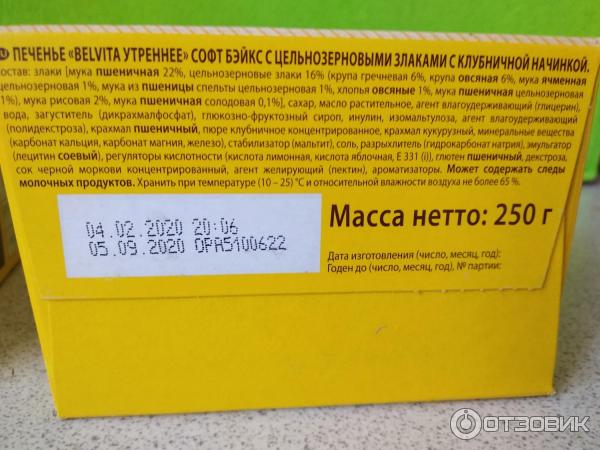 RU ПЕЧЕНЬЕ «BELVITA УТРЕННЕЕ» СОФТ БЭЙКС С ЦЕЛЬНОЗЕРНОВЫМИ ЗЛАКАМИ С КЛУБНИЧНОЙ НАЧИНКОЙ.
Состав: злаки [мука пшеничная 22%, цельнозерновые злаки 16% (крупа гречневая 6%, крупа овсяная 6%, мука ячменная
цельнозерновая 1%, мука из пшеницы спельты цельнозерновая 1%, хлопья овсяные 1%, мука пшеничная цельнозерновая
1%), мука рисовая 2%, мука пшеничная солодовая 0,1%], сахар, масло растительное, агент влагоудерживающий (глицерин),
вода, загуститель (дикрахмалфосфат), глюкозно-фруктозный сироп, инулин, изомальтулоза, агент влагоудерживающий
(полидекстроза), крахмал пшеничный, пюре клубничное концентрированное, крахмал кукурузный, минеральные вещества
(карбонат кальция, карбонат магния, железо), стабилизатор (мальтит), соль, разрыхлитель (гидрокарбонат натрия), эмульгатор
(лецитин соевый), регуляторы кислотности (кислота лимонная, кислота яблочная, Е 331 (i)), глютен пшеничный, декстроза,
сок черной моркови концентрированный, агент желирующий (пектин), ароматизаторы. Может содержать следы
молочных продуктов. Хранить при температуре (10 – 25) °С и относительной влажности воздуха не более 65 %.
04.02.2020 20:06
05.09.2020 OPA5100622
Масса нетто: 250 г
Дата изготовления (число, месяц, год):
Годен до (число, месяц, год), № партии:
ОТЗОВИК